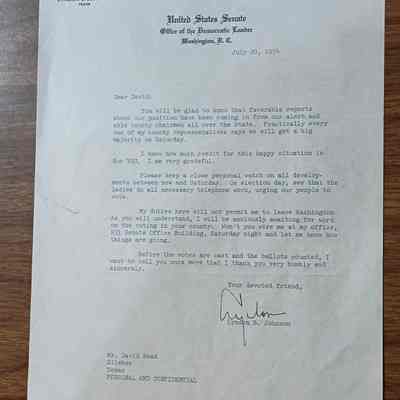 TEXAS
United States Senate
Office of the Democratic Leader
Washington, D. C.
July 20, 1954
Dear David:
You will be glad to know that favorable reports
about our position have been coming in from our alert and
able county chairmen all over the State. Practically every
one of my county representatives says we will get a big
majority on Saturday.
I know how much credit for this happy situation is
due YOU. I am very grateful.
Please keep a close personal watch on all develop-
ments between now and Saturday. On election day, see that the
ladies do all necessary telephone work, urging our people to
vote.
My duties here will not permit me to leave Washington.
As you will understand, I will be anxiously awaiting for word
on the voting in your county. Won't you wire me at my office,
Senate Office Building, Saturday night and let me know how
things are going.
Before the votes are cast and the ballots counted, I
want to tell you once more that I thank you very humbly and
sincerely.
Your devoted friend,
Lyndon
Lyndon B. Johnson
Mr. David Read
Silsbee
Texas
PERSONAL AND CONFIDENTIAL